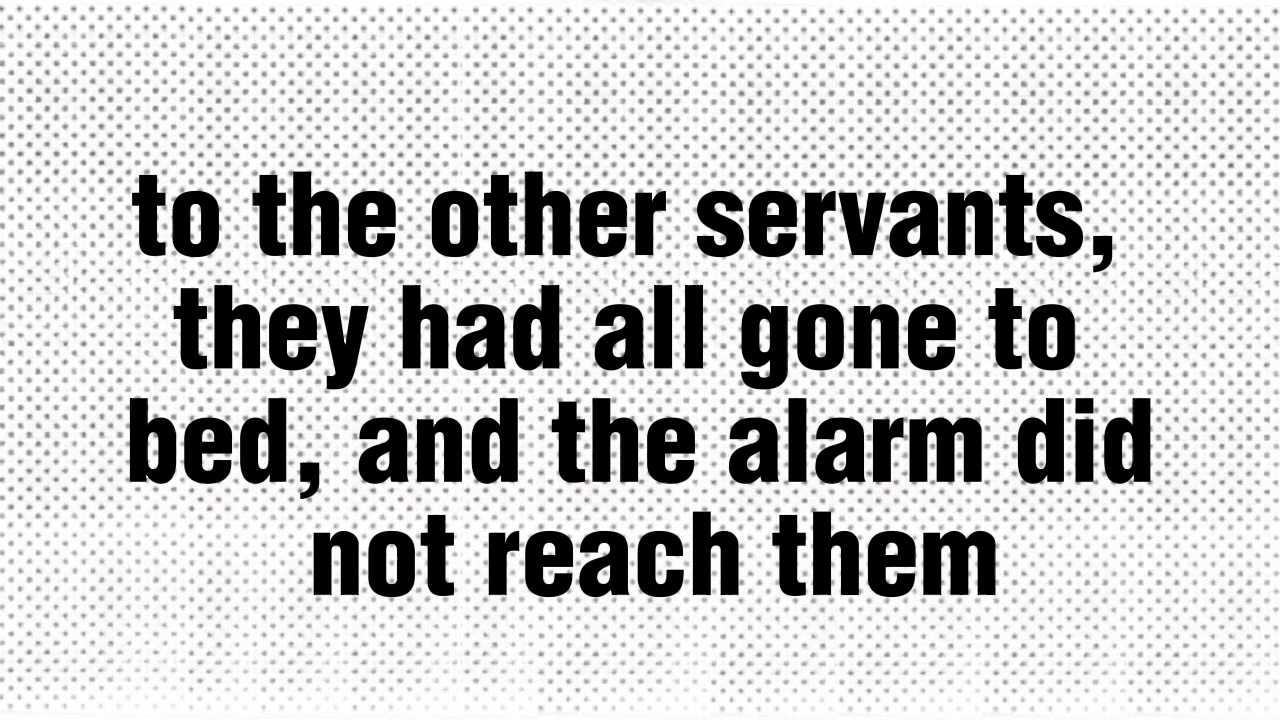 to the other servants,
they had all gone to
bed, and the alarm did
not reach them